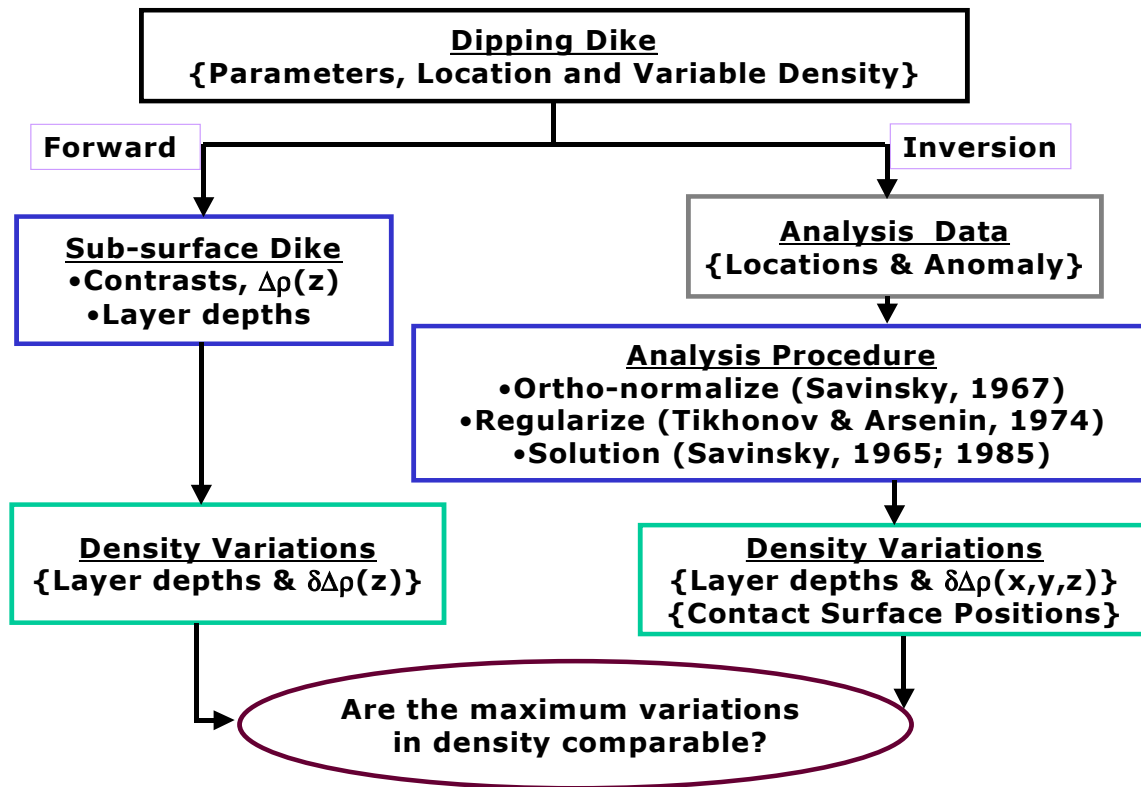 Dipping Dike
{Parameters, Location and Variable Density}
Forward
Inversion
Sub-surface Dike
•Contrasts, Δρ(z)
•Layer depths
Analysis Data
{Locations & Anomaly}
Analysis Procedure
•Ortho-normalize (Savinsky, 1967)
•Regularize (Tikhonov & Arsenin, 1974)
•Solution (Savinsky, 1965; 1985)
Density Variations
{Layer depths & δΔρ(z)}
Density Variations
{Layer depths & δΔρ(x,y,z)}
{Contact Surface Positions}
Are the maximum variations
in density comparable?